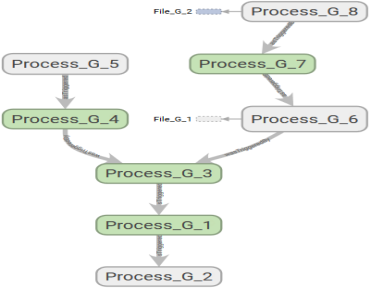 File_G_2
Process_G_8
Process_G_5
Process_G_7
Process_G_4
File_G_1
Process_G_6
Process_G_3
Process_G_1
Process_G_2